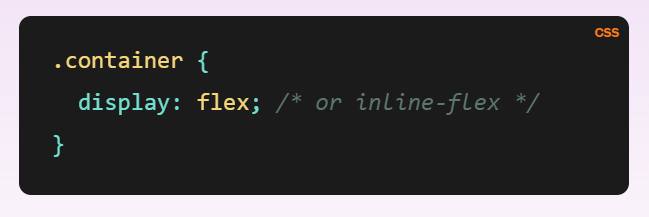 CSS
.container {
  display: flex; /* or inline-flex */
}